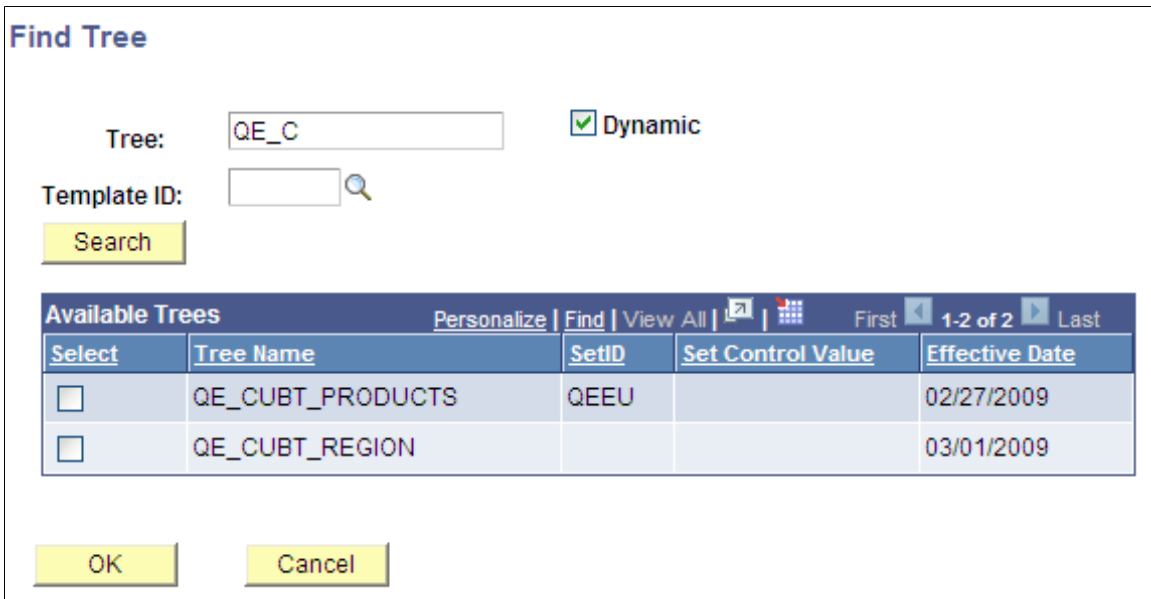 Find Tree
Tree: QE_C Dynamic
Template ID:
Search
Available Trees Personalize | Find | View All | | First 1-2 of 2 Last
Select Tree Name SetID Set Control Value Effective Date
QE_CUBT_PRODUCTS QEEU 02/27/2009
QE_CUBT_REGION 03/01/2009
OK Cancel